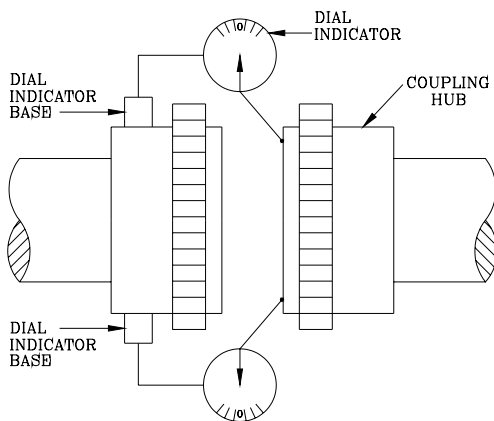 0
DIAL
INDICATOR
DIAL
INDICATOR
BASE
COUPLING
HUB
DIAL
INDICATOR
BASE
0